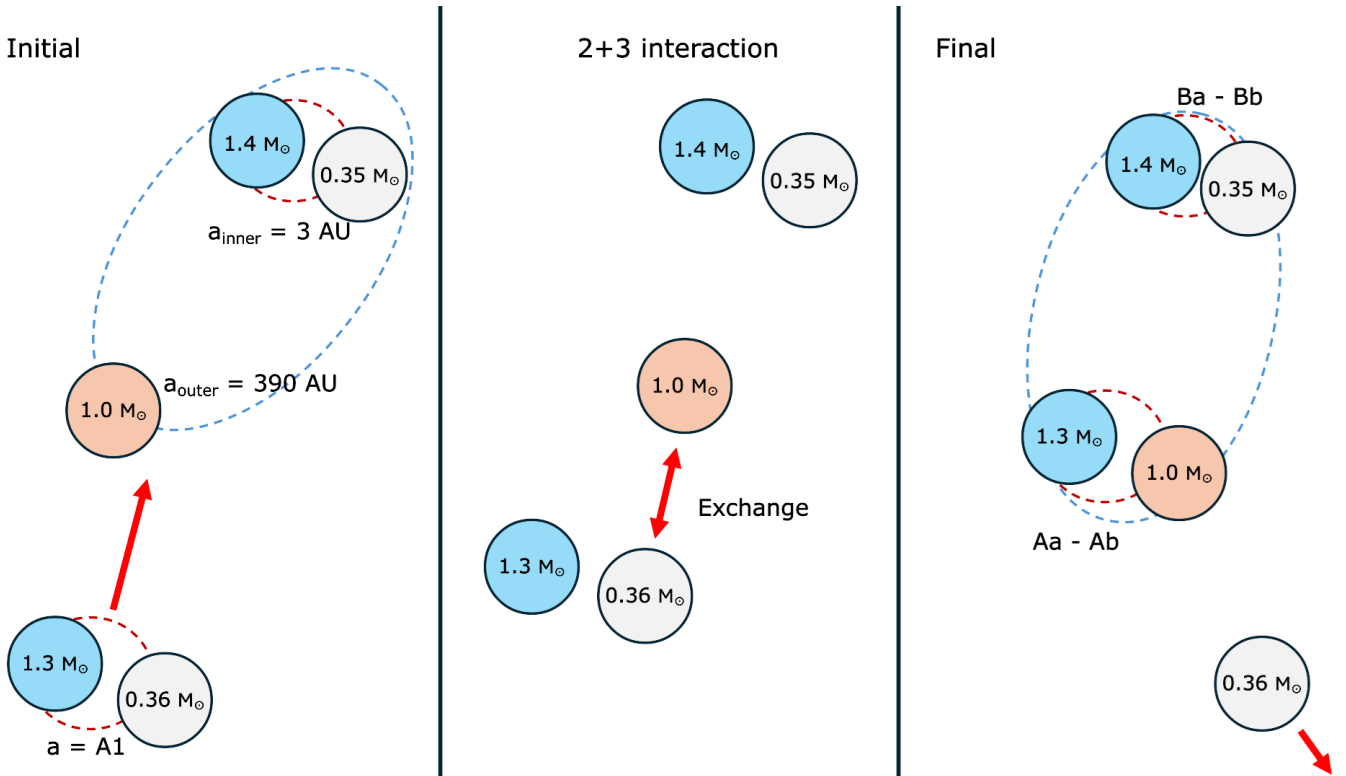 Initial
1.4 M☉
0.35 M☉
a_inner = 3 AU
a_outer = 390 AU
1.0 M☉
1.3 M☉
0.36 M☉
a = A1
2+3 interaction
1.4 M☉
0.35 M☉
1.0 M☉
Exchange
1.3 M☉
0.36 M☉
Final
Ba - Bb
1.4 M☉
0.35 M☉
1.3 M☉
1.0 M☉
Aa - Ab
0.36 M☉